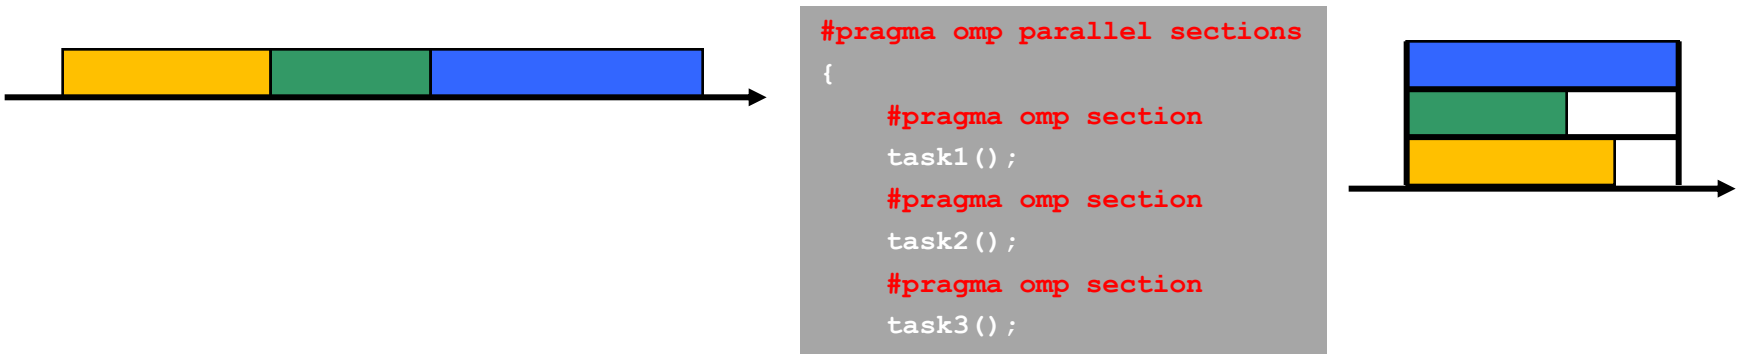 #pragma omp parallel sections
{
#pragma omp section
task1();
#pragma omp section
task2();
#pragma omp section
task3();